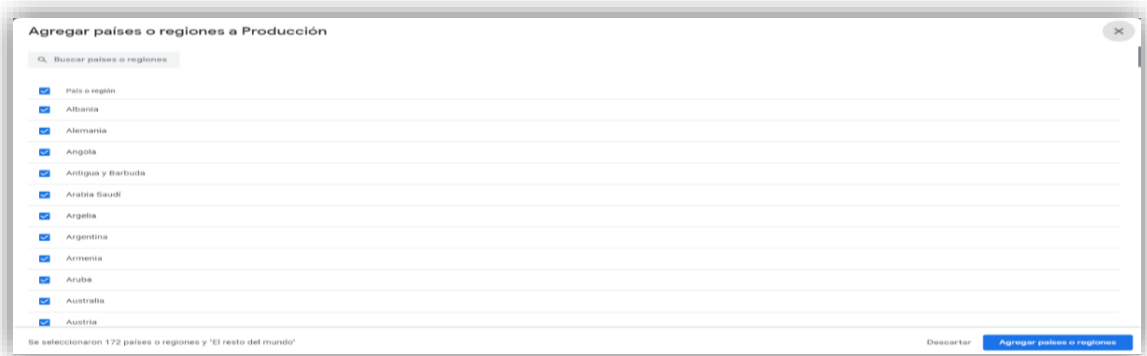 Agregar países o regiones a Producción
Buscar países o regiones
País o región
Albania
Alemania
Angola
Antigua y Barbuda
Arabia Saudí
Argelia
Argentina
Armenia
Aruba
Australia
Austria
Se seleccionaron 172 países o regiones y "El resto del mundo"
Descartar
Agregar países o regiones